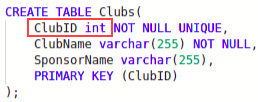 CREATE TABLE Clubs(
ClubID int NOT NULL UNIQUE,
ClubName varchar(255) NOT NULL,
SponsorName varchar(255),
PRIMARY KEY (ClubID)
);